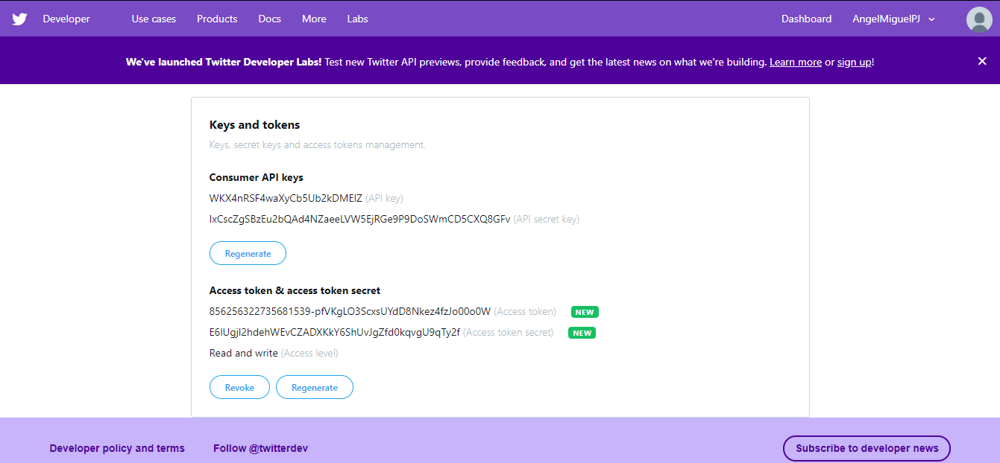 Developer Use cases Products Docs More Labs Dashboard AngelMiguelPJ
We've launched Twitter Developer Labs! Test new Twitter API previews, provide feedback, and get the latest news on what we're building. Learn more or sign up!
Keys and tokens
Keys, secret keys and access tokens management.
Consumer API keys
(API key)
(API secret key)
Regenerate
Access token & access token secret
856256322735681539-pfVKgLO3ScxsUYdD8Nkez4fzJo00o0W (Access token) NEW
(Access token secret) NEW
Read and write (Access level)
Revoke Regenerate
Developer policy and terms Follow @twitterdev Subscribe to developer news